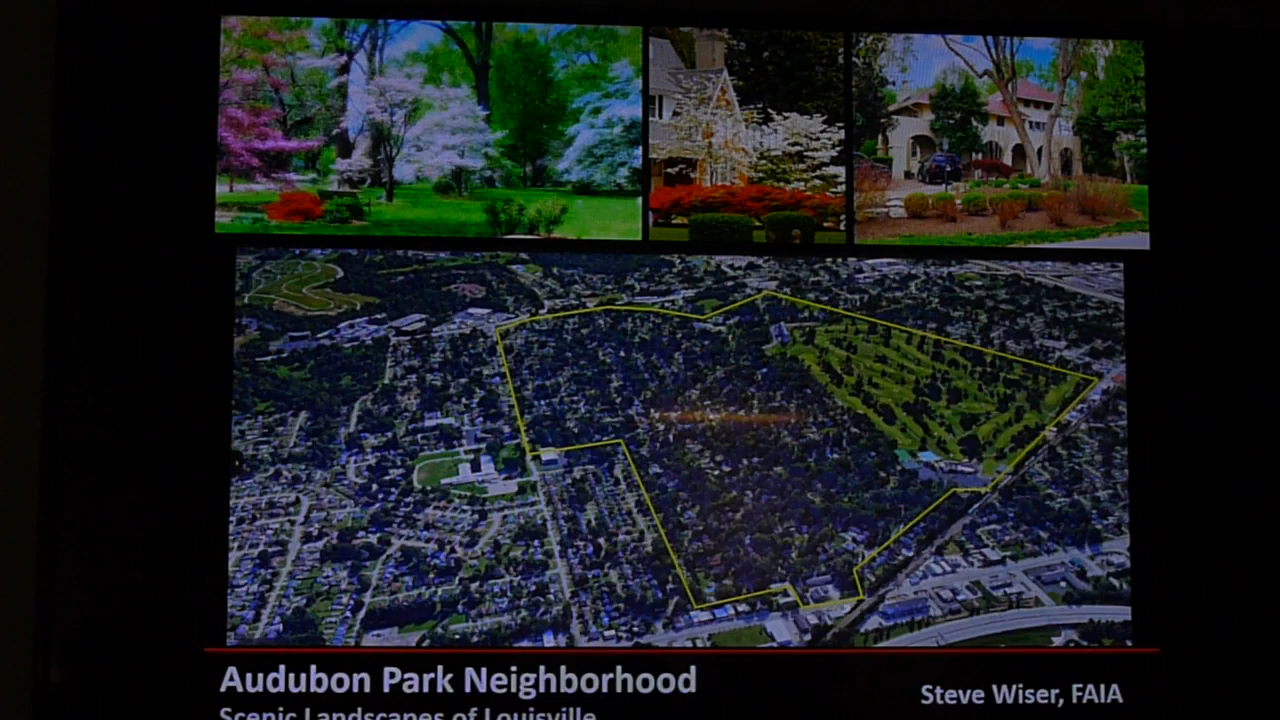 Audubon Park Neighborhood
Steve Wiser, FAIA
Scenic Landscapes of Louisville